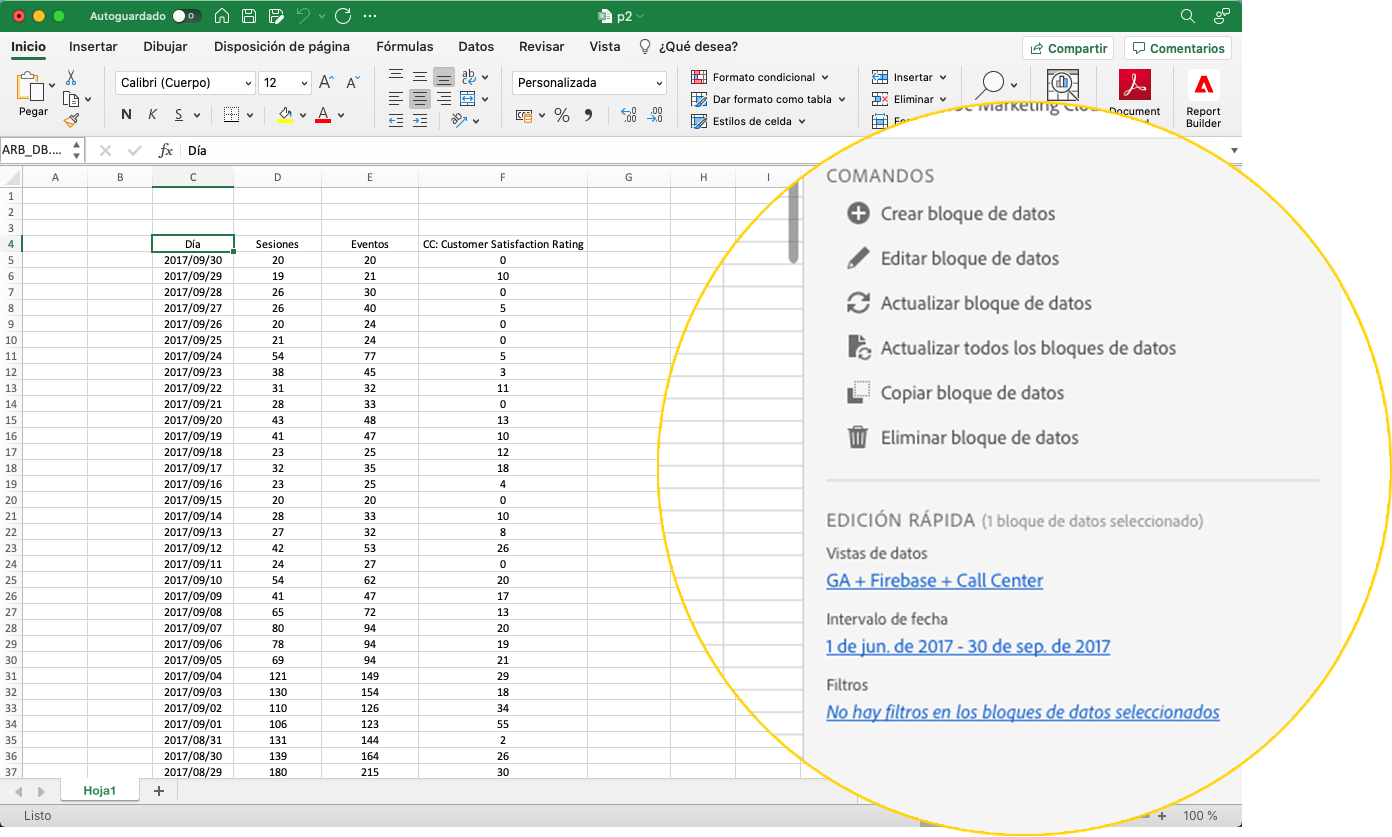 Autoguardado 0 p2
Inicio Insertar Dibujar Disposición de página Fórmulas Datos Revisar Vista ¿Qué desea? Compartir Comentarios
Calibri (Cuerpo) 12 Personalizada
Pegar N K S
Formato condicional
Dar formato como tabla
Estilos de celda
Insertar
Eliminar
Document
Report
Builder
ARB_DB.... fx Día
A B C D E F G H I
1
2
3
4 Día Sesiones Eventos CC: Customer Satisfaction Rating
5 2017/09/30 20 20 0
6 2017/09/29 19 21 10
7 2017/09/28 26 30 0
8 2017/09/27 26 40 5
9 2017/09/26 20 24 0
10 2017/09/25 21 24 0
11 2017/09/24 54 77 5
12 2017/09/23 38 45 3
13 2017/09/22 31 32 11
14 2017/09/21 28 33 0
15 2017/09/20 43 48 13
16 2017/09/19 41 47 10
17 2017/09/18 23 25 12
18 2017/09/17 32 35 18
19 2017/09/16 23 25 4
20 2017/09/15 20 20 0
21 2017/09/14 28 33 10
22 2017/09/13 27 32 8
23 2017/09/12 42 53 26
24 2017/09/11 24 27 0
25 2017/09/10 54 62 20
26 2017/09/09 41 47 17
27 2017/09/08 65 72 13
28 2017/09/07 80 94 20
29 2017/09/06 78 94 19
30 2017/09/05 69 94 21
31 2017/09/04 121 149 29
32 2017/09/03 130 154 18
33 2017/09/02 110 126 34
34 2017/09/01 106 123 55
35 2017/08/31 131 144 2
36 2017/08/30 139 164 26
37 2017/08/29 180 215 30
Hoja1
Listo 100 %
Marketing
COMANDOS
Crear bloque de datos
Editar bloque de datos
Actualizar bloque de datos
Actualizar todos los bloques de datos
Copiar bloque de datos
Eliminar bloque de datos
EDICIÓN RÁPIDA (1 bloque de datos seleccionado)
Vistas de datos
GA + Firebase + Call Center
Intervalo de fecha
1 de jun. de 2017 - 30 de sep. de 2017
Filtros
No hay filtros en los bloques de datos seleccionados